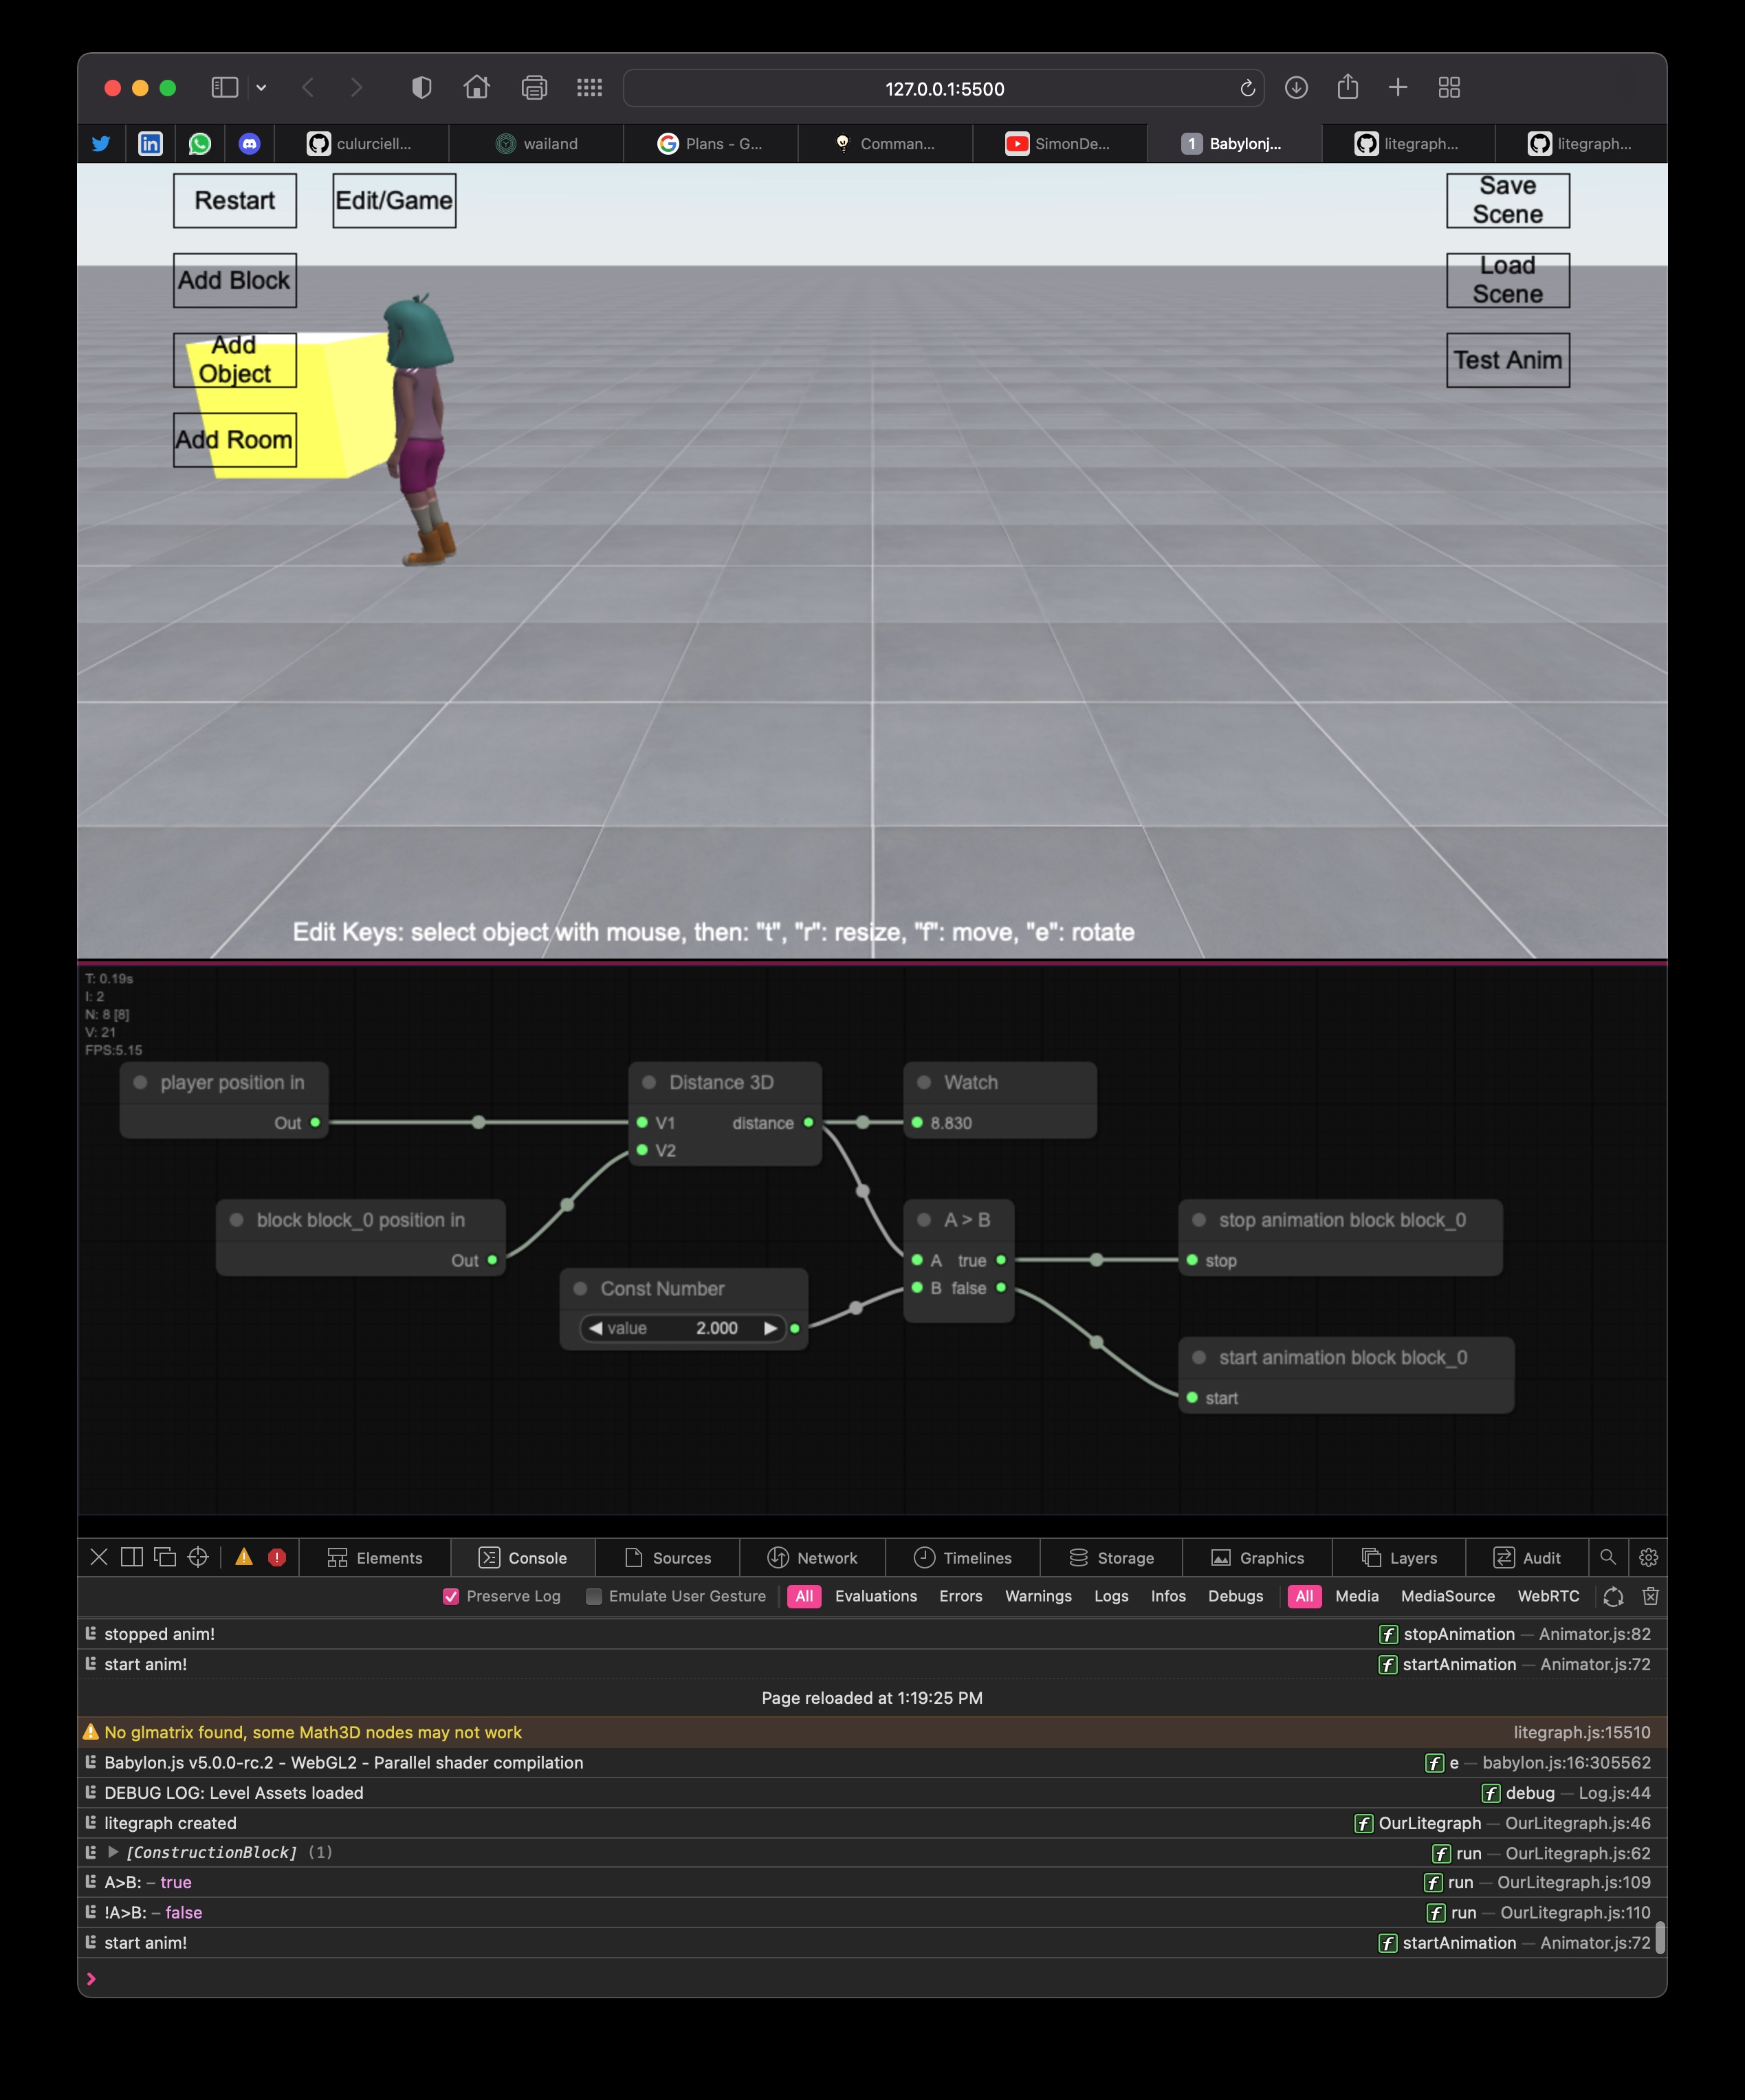 127.0.0.1:5500
culurciell...
wailand
Plans - G...
Comman...
SimonDe...
1 Babylonj...
litegraph...
litegraph...
Restart
Edit/Game
Save
Scene
Add Block
Load
Scene
Add
Object
Test Anim
Add Room
Edit Keys: select object with mouse, then: "t", "r": resize, "f": move, "e": rotate
T: 0.19s
I: 2
N: 8 [8]
V: 21
FPS:5.15
player position in
Out
Distance 3D
V1 distance
V2
Watch
8.830
block block_0 position in
Out
A > B
A true
B false
stop animation block block_0
stop
Const Number
value 2.000
start animation block block_0
start
Elements
Console
Sources
Network
Timelines
Storage
Graphics
Layers
Audit
Preserve Log
Emulate User Gesture
All Evaluations Errors Warnings Logs Infos Debugs
All Media MediaSource WebRTC
stopped anim! f stopAnimation — Animator.js:82
start anim! f startAnimation — Animator.js:72
Page reloaded at 1:19:25 PM
No glmatrix found, some Math3D nodes may not work litegraph.js:15510
Babylon.js v5.0.0-rc.2 - WebGL2 - Parallel shader compilation f e — babylon.js:16:305562
DEBUG LOG: Level Assets loaded f debug — Log.js:44
litegraph created f OurLitegraph — OurLitegraph.js:46
[ConstructionBlock] (1) f run — OurLitegraph.js:62
A>B: – true f run — OurLitegraph.js:109
!A>B: – false f run — OurLitegraph.js:110
start anim! f startAnimation — Animator.js:72